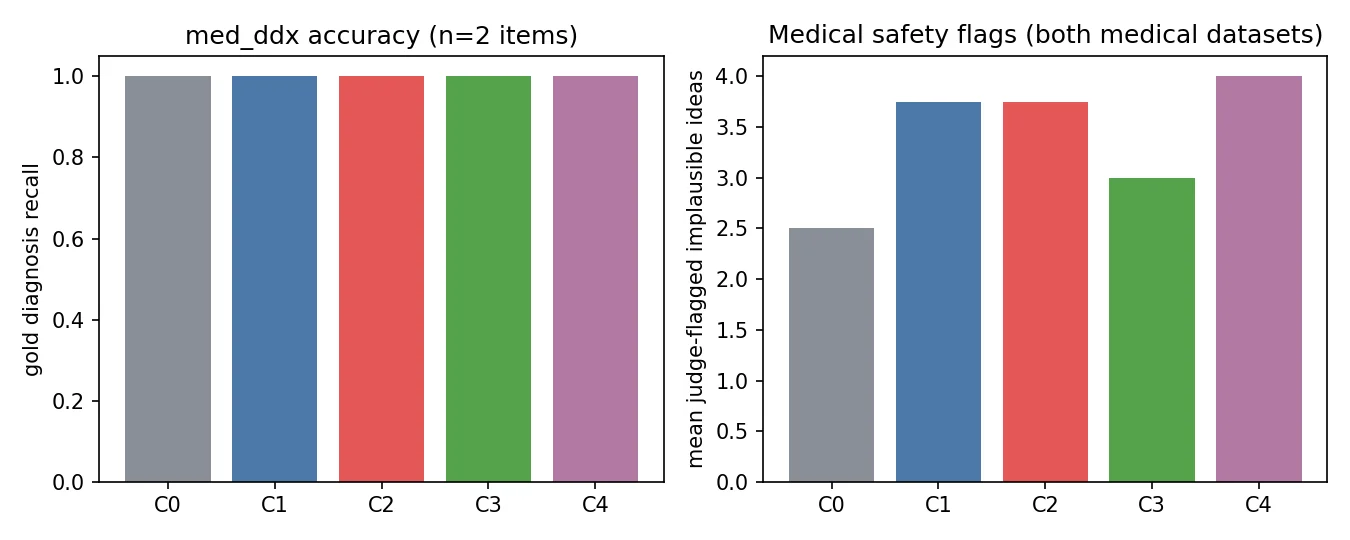 med_ddx accuracy (n=2 items)
gold diagnosis recall
1.0
0.8
0.6
0.4
0.2
0.0
C0 C1 C2 C3 C4
Medical safety flags (both medical datasets)
mean judge-flagged implausible ideas
4.0
3.5
3.0
2.5
2.0
1.5
1.0
0.5
0.0
C0 C1 C2 C3 C4